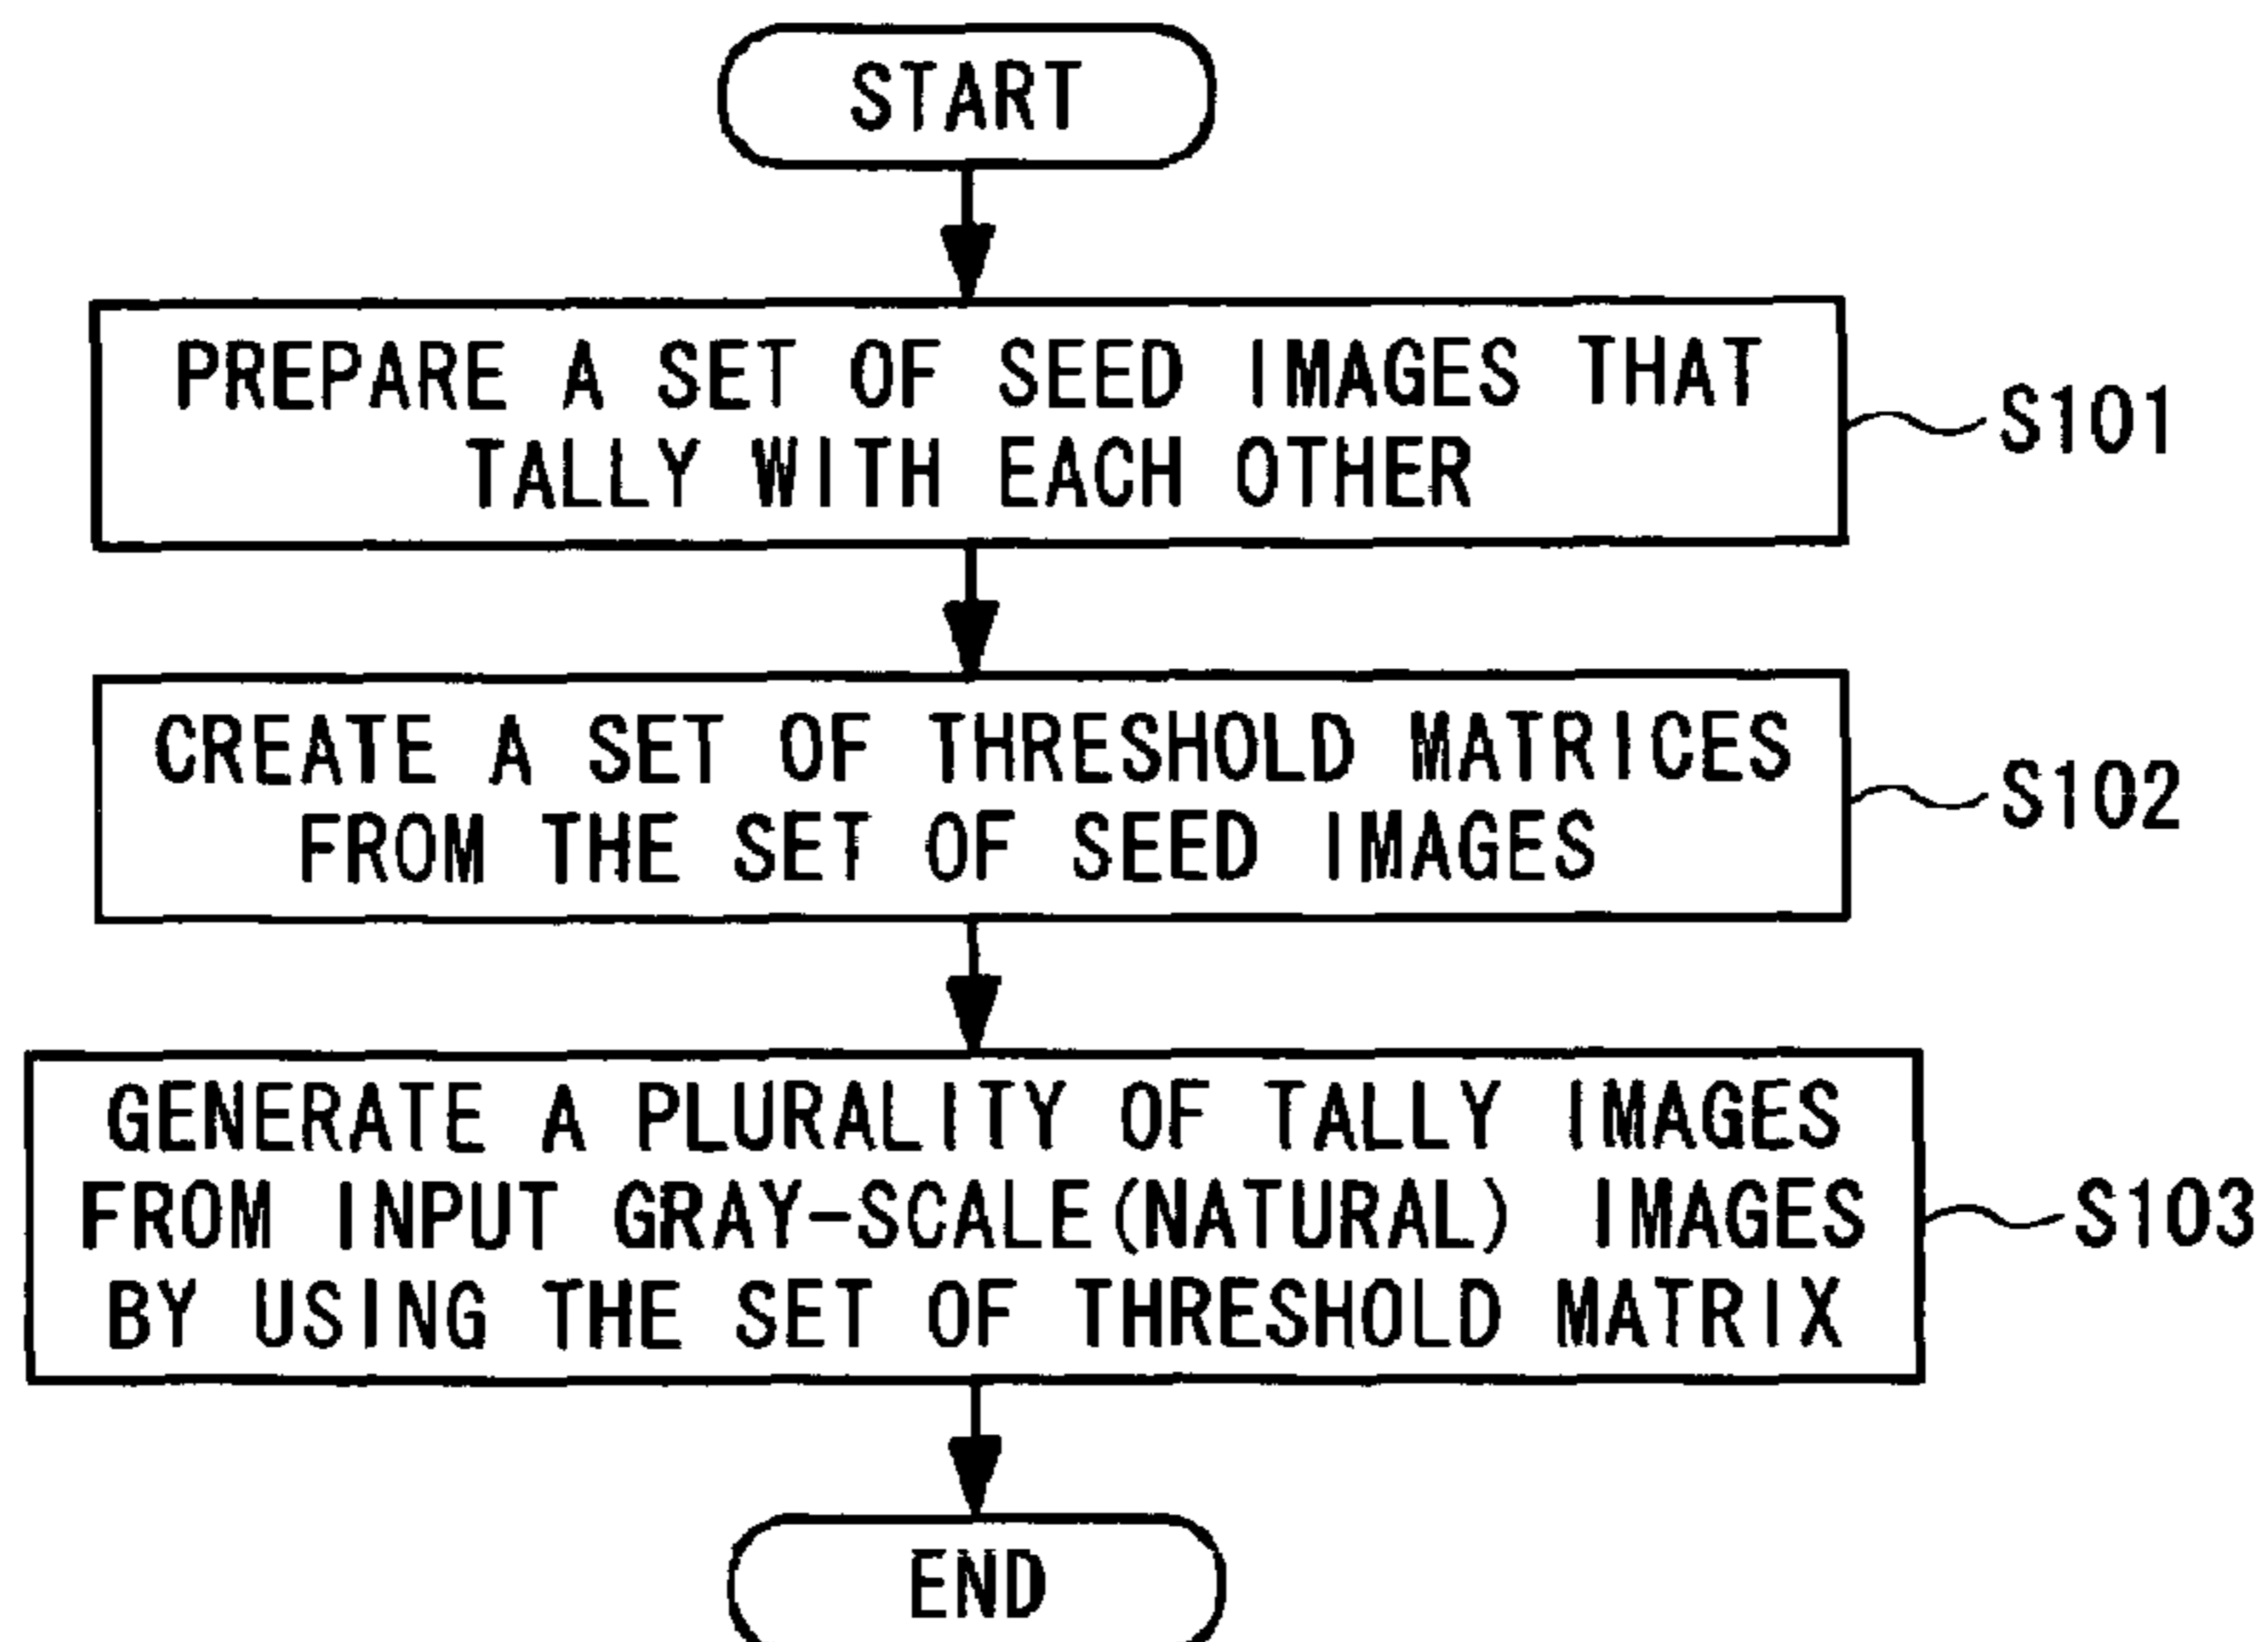 START
PREPARE A SET OF SEED IMAGES THAT
TALLY WITH EACH OTHER
S101
CREATE A SET OF THRESHOLD MATRICES
FROM THE SET OF SEED IMAGES
S102
GENERATE A PLURALITY OF TALLY IMAGES
FROM INPUT GRAY-SCALE(NATURAL) IMAGES
BY USING THE SET OF THRESHOLD MATRIX
S103
END